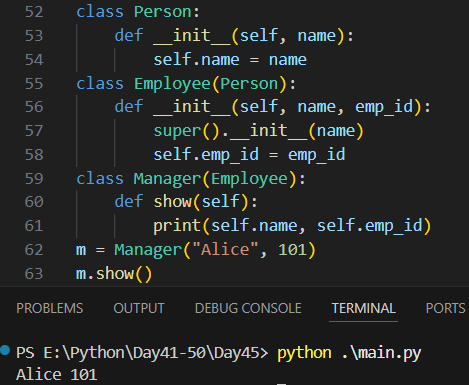 52 class Person:
53     def __init__(self, name):
54         self.name = name
55 class Employee(Person):
56     def __init__(self, name, emp_id):
57         super().__init__(name)
58         self.emp_id = emp_id
59 class Manager(Employee):
60     def show(self):
61         print(self.name, self.emp_id)
62 m = Manager("Alice", 101)
63 m.show()
PROBLEMS OUTPUT DEBUG CONSOLE TERMINAL PORTS
PS E:\Python\Day41-50\Day45> python .\main.py
Alice 101